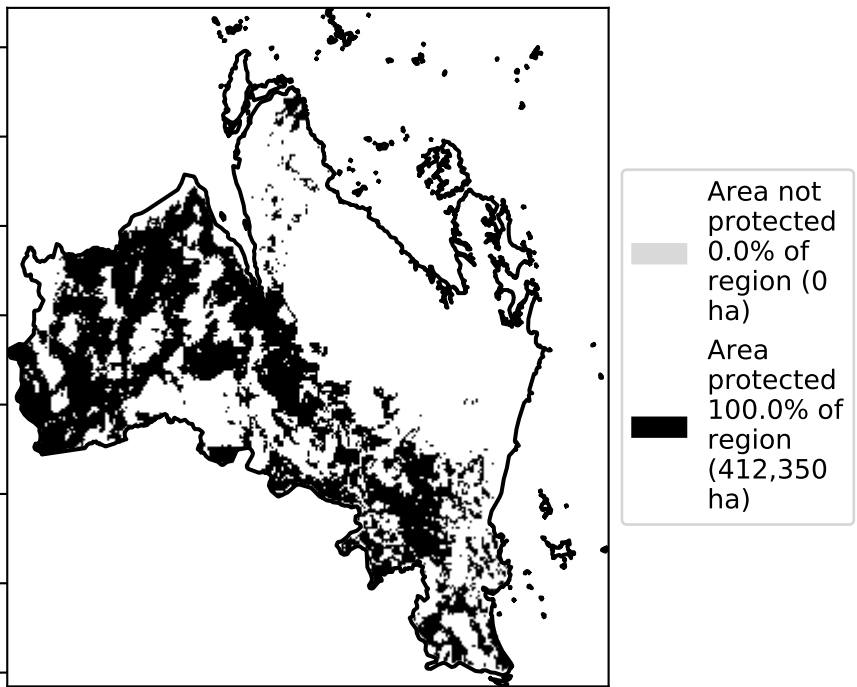 Area not
protected
0.0% of
region (0
ha)
Area
protected
100.0% of
region
(412,350
ha)